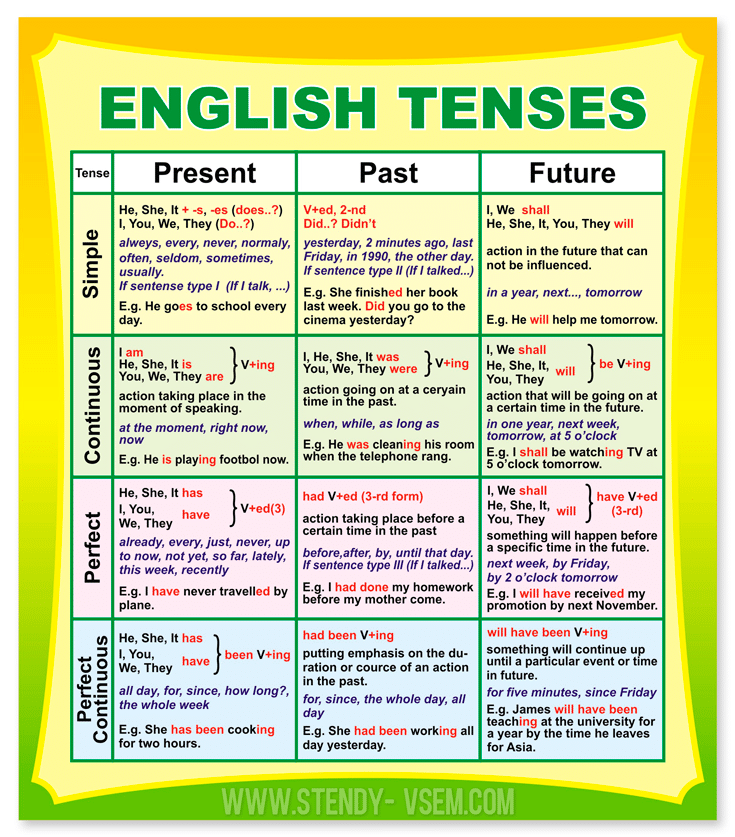 ENGLISH TENSES
Tense Present Past Future
Simple
He, She, It + -s, -es (does..?)
I, You, We, They (Do..?)
alweys, every, never, normaly,
often, seldom, sometimes,
usually.
If sentense type I (If I talk, ...)
E.g. He goes to school every
day.
V+ed, 2-nd
Did..? Didn't
yesterday, 2 minutes ago, last
Friday, in 1990, the other day.
If sentence type II (If I talked...)
E.g. She finished her book
last week. Did you go to the
cinema yesterday?
I, We shall
He, She, It, You, They will
action in the future that can
not be influenced.
in a year, next..., tomorrow
E.g. He will help me tomorrow.
Continuous
I am
He, She, It is
You, We, They are
V+ing
action taking place in the
moment of speaking.
at the moment, right now,
now
E.g. He is playing footbol now.
I, He, She, It was
You, We, They were
V+ing
action going on at a ceryain
time in the past.
when, while, as long as
E.g. He was cleaning his room
when the telephone rang.
I, We shall
He, She, It,
You, They
will
be V+ing
action that will be going on at
a certain time in the future.
in one year, next week,
tomorrow, at 5 o'clock
E.g. I shall be watching TV at
5 o'clock tomorrow.
Perfect
He, She, It has
I, You,
We, They
have
V+ed(3)
already, every, just, never, up
to now, not yet, so far, lately,
this week, recently
E.g. I have never travelled by
plane.
had V+ed (3-rd form)
action taking place before a
certain time in the past
before,after, by, until that day.
If sentence type III (If I talked...)
E.g. I had done my homework
before my mother come.
I, We shall
He, She, It,
You, They
will
have V+ed
(3-rd)
something will happen before
a specific time in the future.
next week, by Friday,
by 2 o'clock tomorrow
E.g. I will have received my
promotion by next November.
Perfect
Continuous
He, She, It has
I, You,
We, They
have
been V+ing
all day, for, since, how long?,
the whole week
E.g. She has been cooking
for two hours.
had been V+ing
putting emphasis on the du-
ration or cource of an action
in the past.
for, since, the whole day, all
day
E.g. She had been working all
day yesterday.
will have been V+ing
something will continue up
until a particular event or time
in future.
for five minutes, since Friday
E.g. James will have been
teaching at the university for
a year by the time he leaves
for Asia.
WWW.STENDY- VSEM.COM